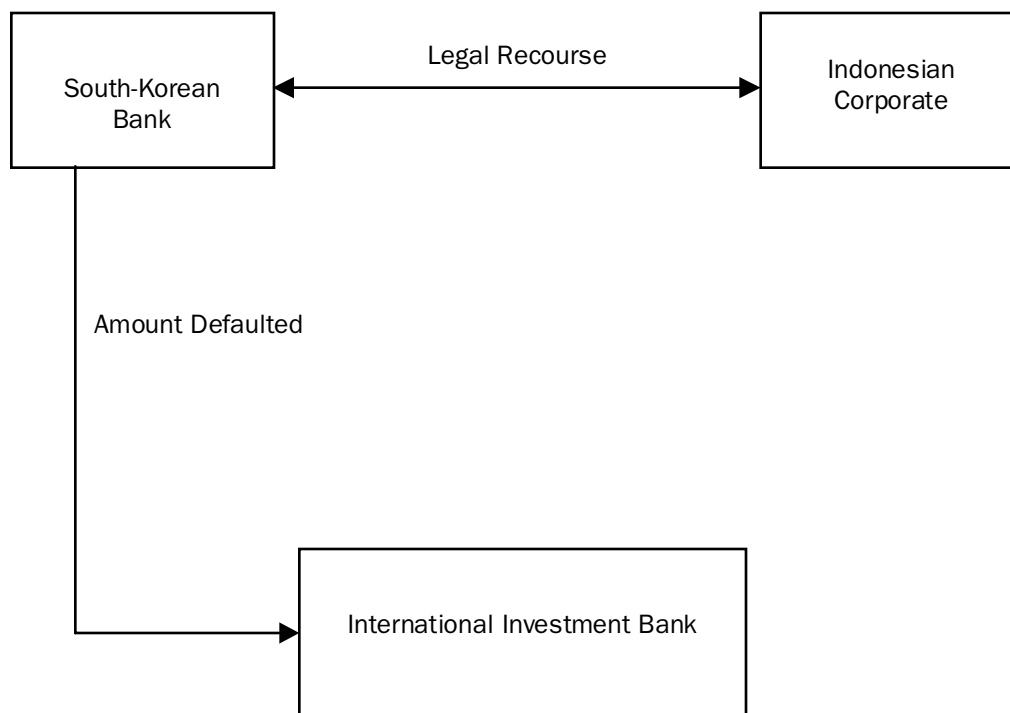 Legal Recourse
South-Korean
Bank
Indonesian
Corporate
Amount Defaulted
International Investment Bank